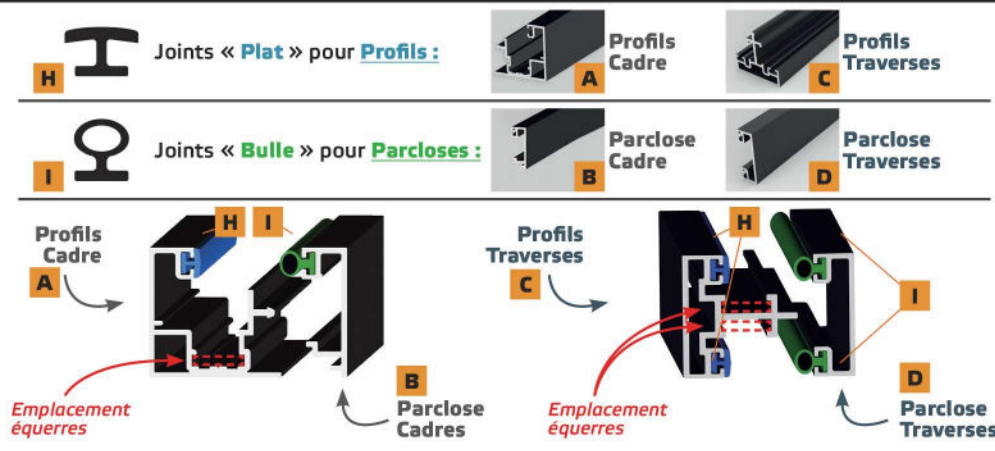 H
Joints « Plat » pour Profils :
A
Profils
Cadre
C
Profils
Traverses
I
Joints « Bulle » pour Parcloses :
B
Parclose
Cadre
D
Parclose
Traverses
Profils
Cadre
A
H
I
Emplacement
équerres
B
Parclose
Cadres
Profils
Traverses
C
H
I
Emplacement
équerres
D
Parclose
Traverses